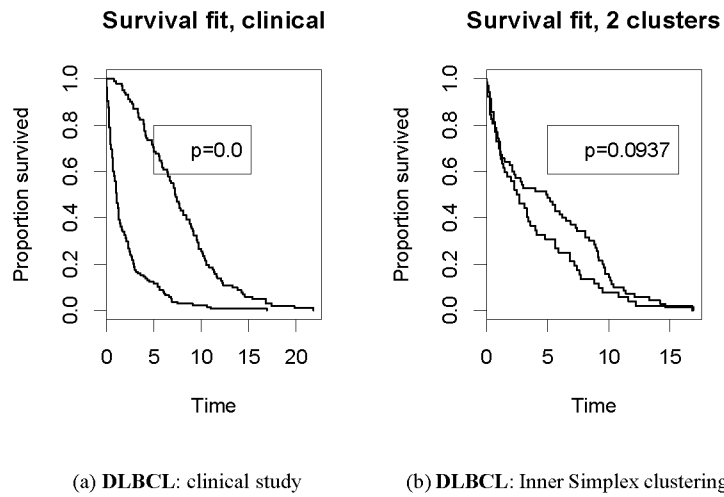 Survival fit, clinical
Proportion survived
1.0
0.8
0.6
0.4
0.2
0.0
p=0.0
0 5 10 15 20
Time
(a) DLBCL: clinical study
Survival fit, 2 clusters
Proportion survived
1.0
0.8
0.6
0.4
0.2
0.0
p=0.0937
0 5 10 15
Time
(b) DLBCL: Inner Simplex clustering